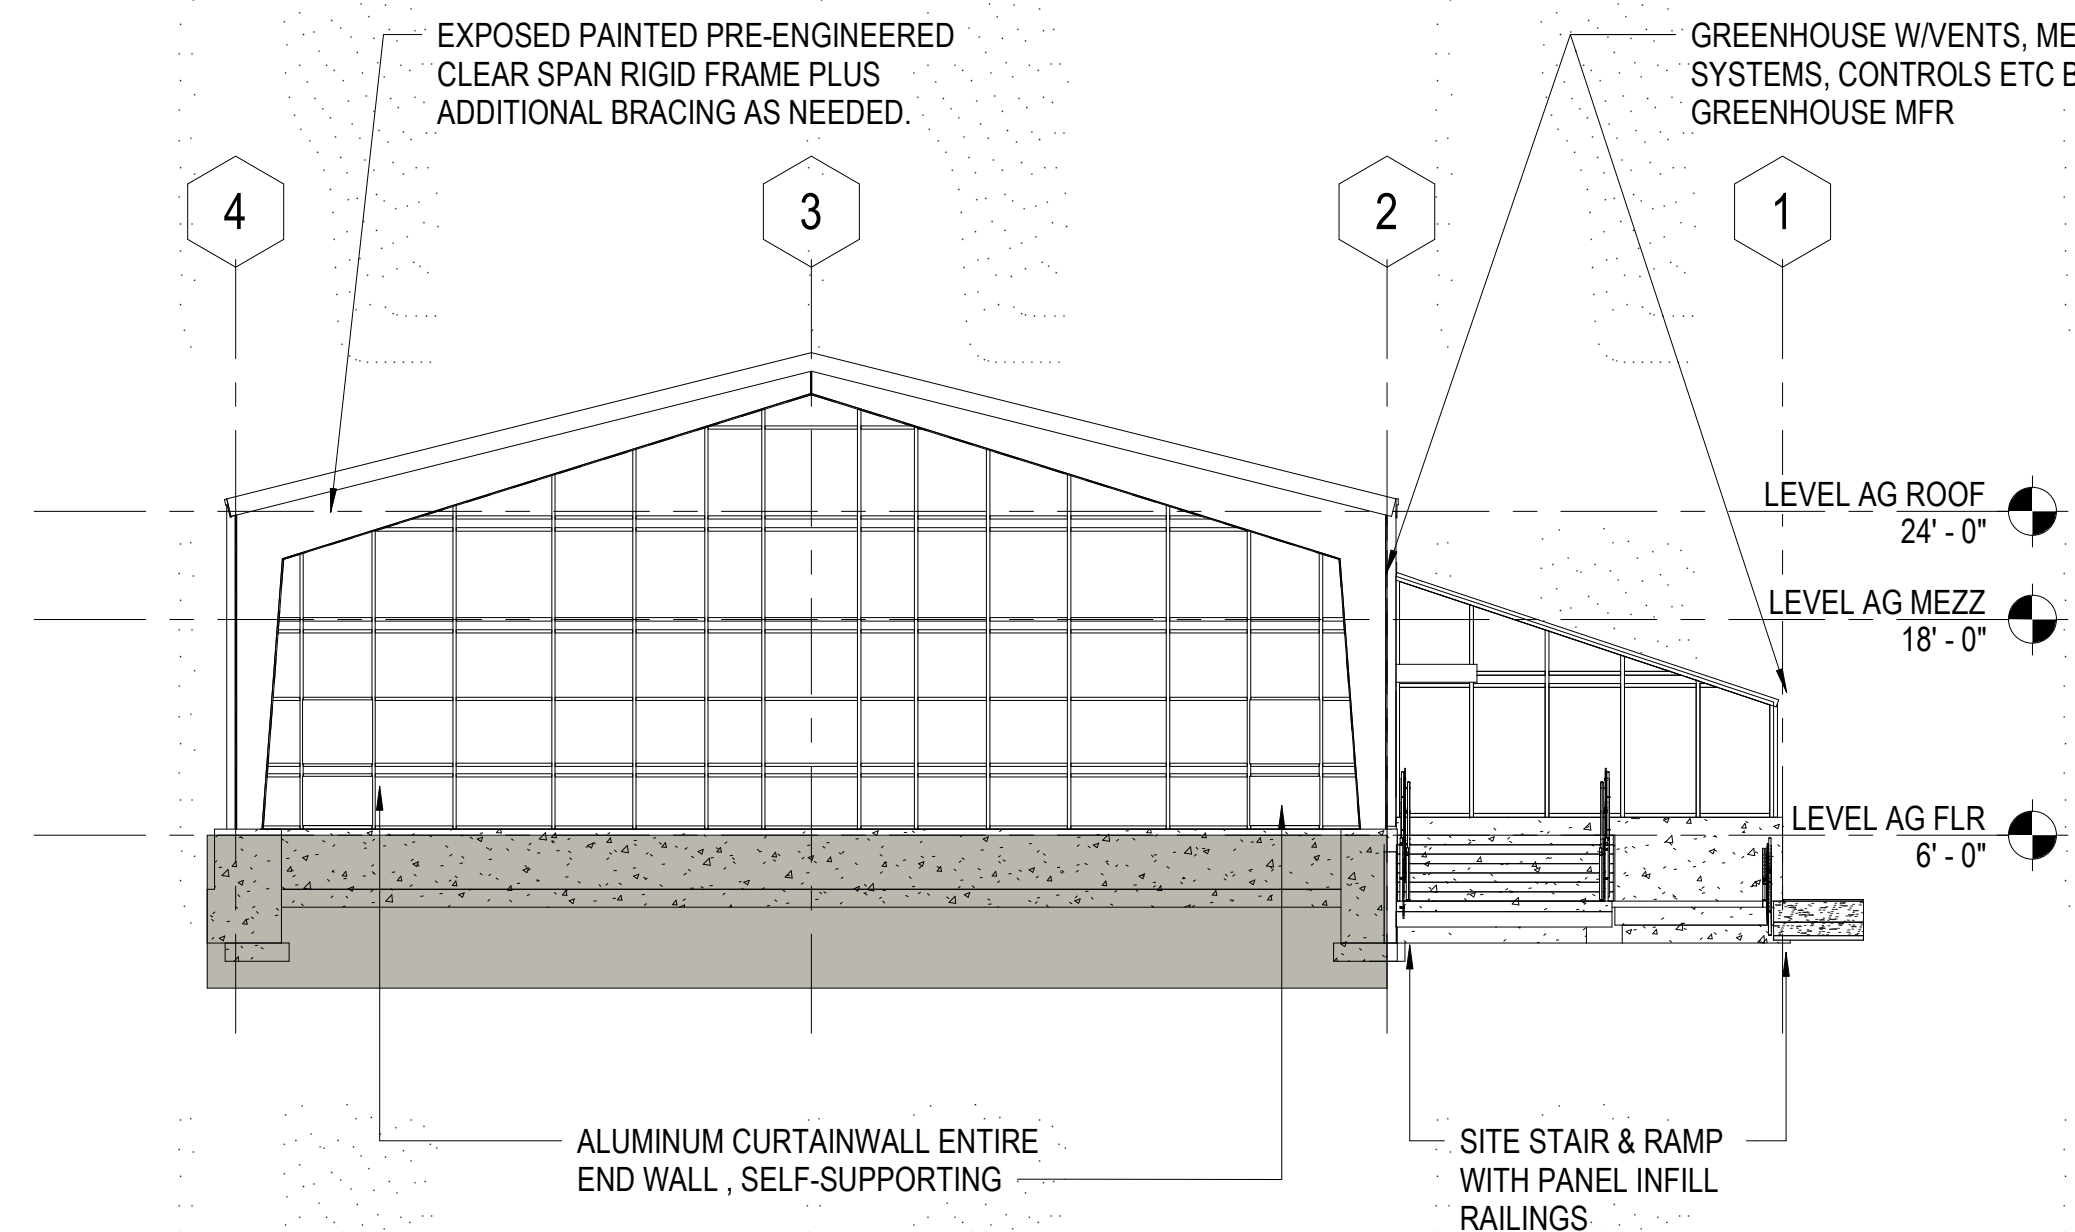 EXPOSED PAINTED PRE-ENGINEERED
CLEAR SPAN RIGID FRAME PLUS
ADDITIONAL BRACING AS NEEDED.
GREENHOUSE W/VENTS,
SYSTEMS, CONTROLS ETC
GREENHOUSE MFR
4
3
2
1
LEVEL AG ROOF
24' - 0"
LEVEL AG MEZZ
18' - 0"
LEVEL AG FLR
6' - 0"
ALUMINUM CURTAINWALL ENTIRE
END WALL , SELF-SUPPORTING
SITE STAIR & RAMP
WITH PANEL INFILL
RAILINGS